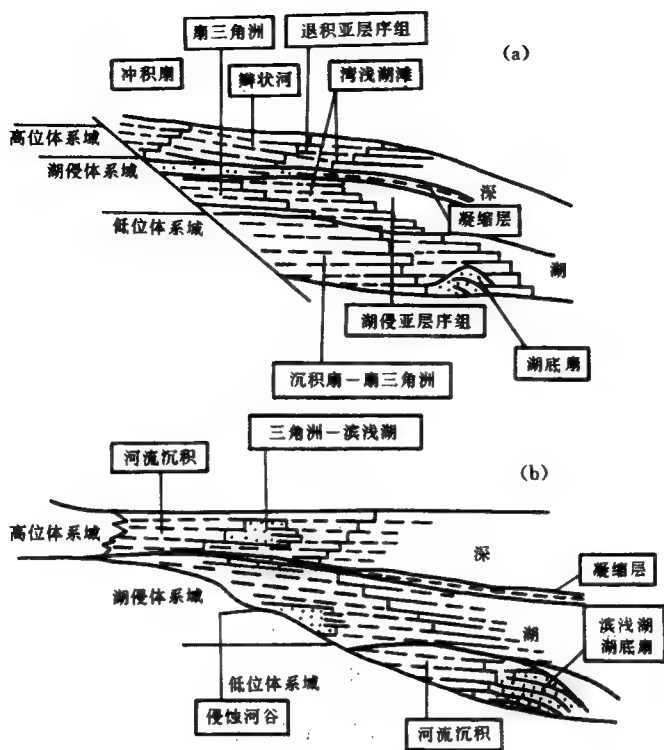 扇三角洲
退积亚层序组
(a)
冲积扇
辫状河
湾浅湖滩
高位体系域
湖侵体系域
深
凝缩层
低位体系域
湖
湖侵亚层序组
湖底扇
沉积扇—扇三角洲
三角洲—滨浅湖
(b)
河流沉积
高位体系域
深
凝缩层
湖侵体系域
滨浅湖
湖底扇
湖
低位体系域
侵蚀河谷
河流沉积